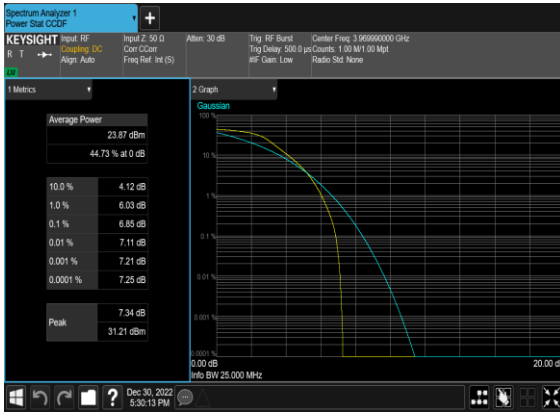 Spectrum Analyzer 1
Power Stat CCDF
KEYSIGHT
R T
LW
Input: RF
Coupling: DC
Align: Auto
Input Z: 50 Ω
Corr CCorr
Freq Ref: Int (S)
Atten: 30 dB
Trig: RF Burst
Trig Delay: 500.0 µs
#IF Gain: Low
Center Freq: 3.969990000 GHz
Counts: 1.00 M/1.00 Mpt
Radio Std: None
1 Metrics
Average Power
23.87 dBm
44.73 % at 0 dB
10.0 % 4.12 dB
1.0 % 6.03 dB
0.1 % 6.85 dB
0.01 % 7.11 dB
0.001 % 7.21 dB
0.0001 % 7.25 dB
Peak
7.34 dB
31.21 dBm
2 Graph
Gaussian
100 %
10 %
1 %
0.1 %
0.01 %
0.001 %
0.0001 %
0.00 dB
20.00 d
Info BW 25.000 MHz
Dec 30, 2022
5:30:13 PM